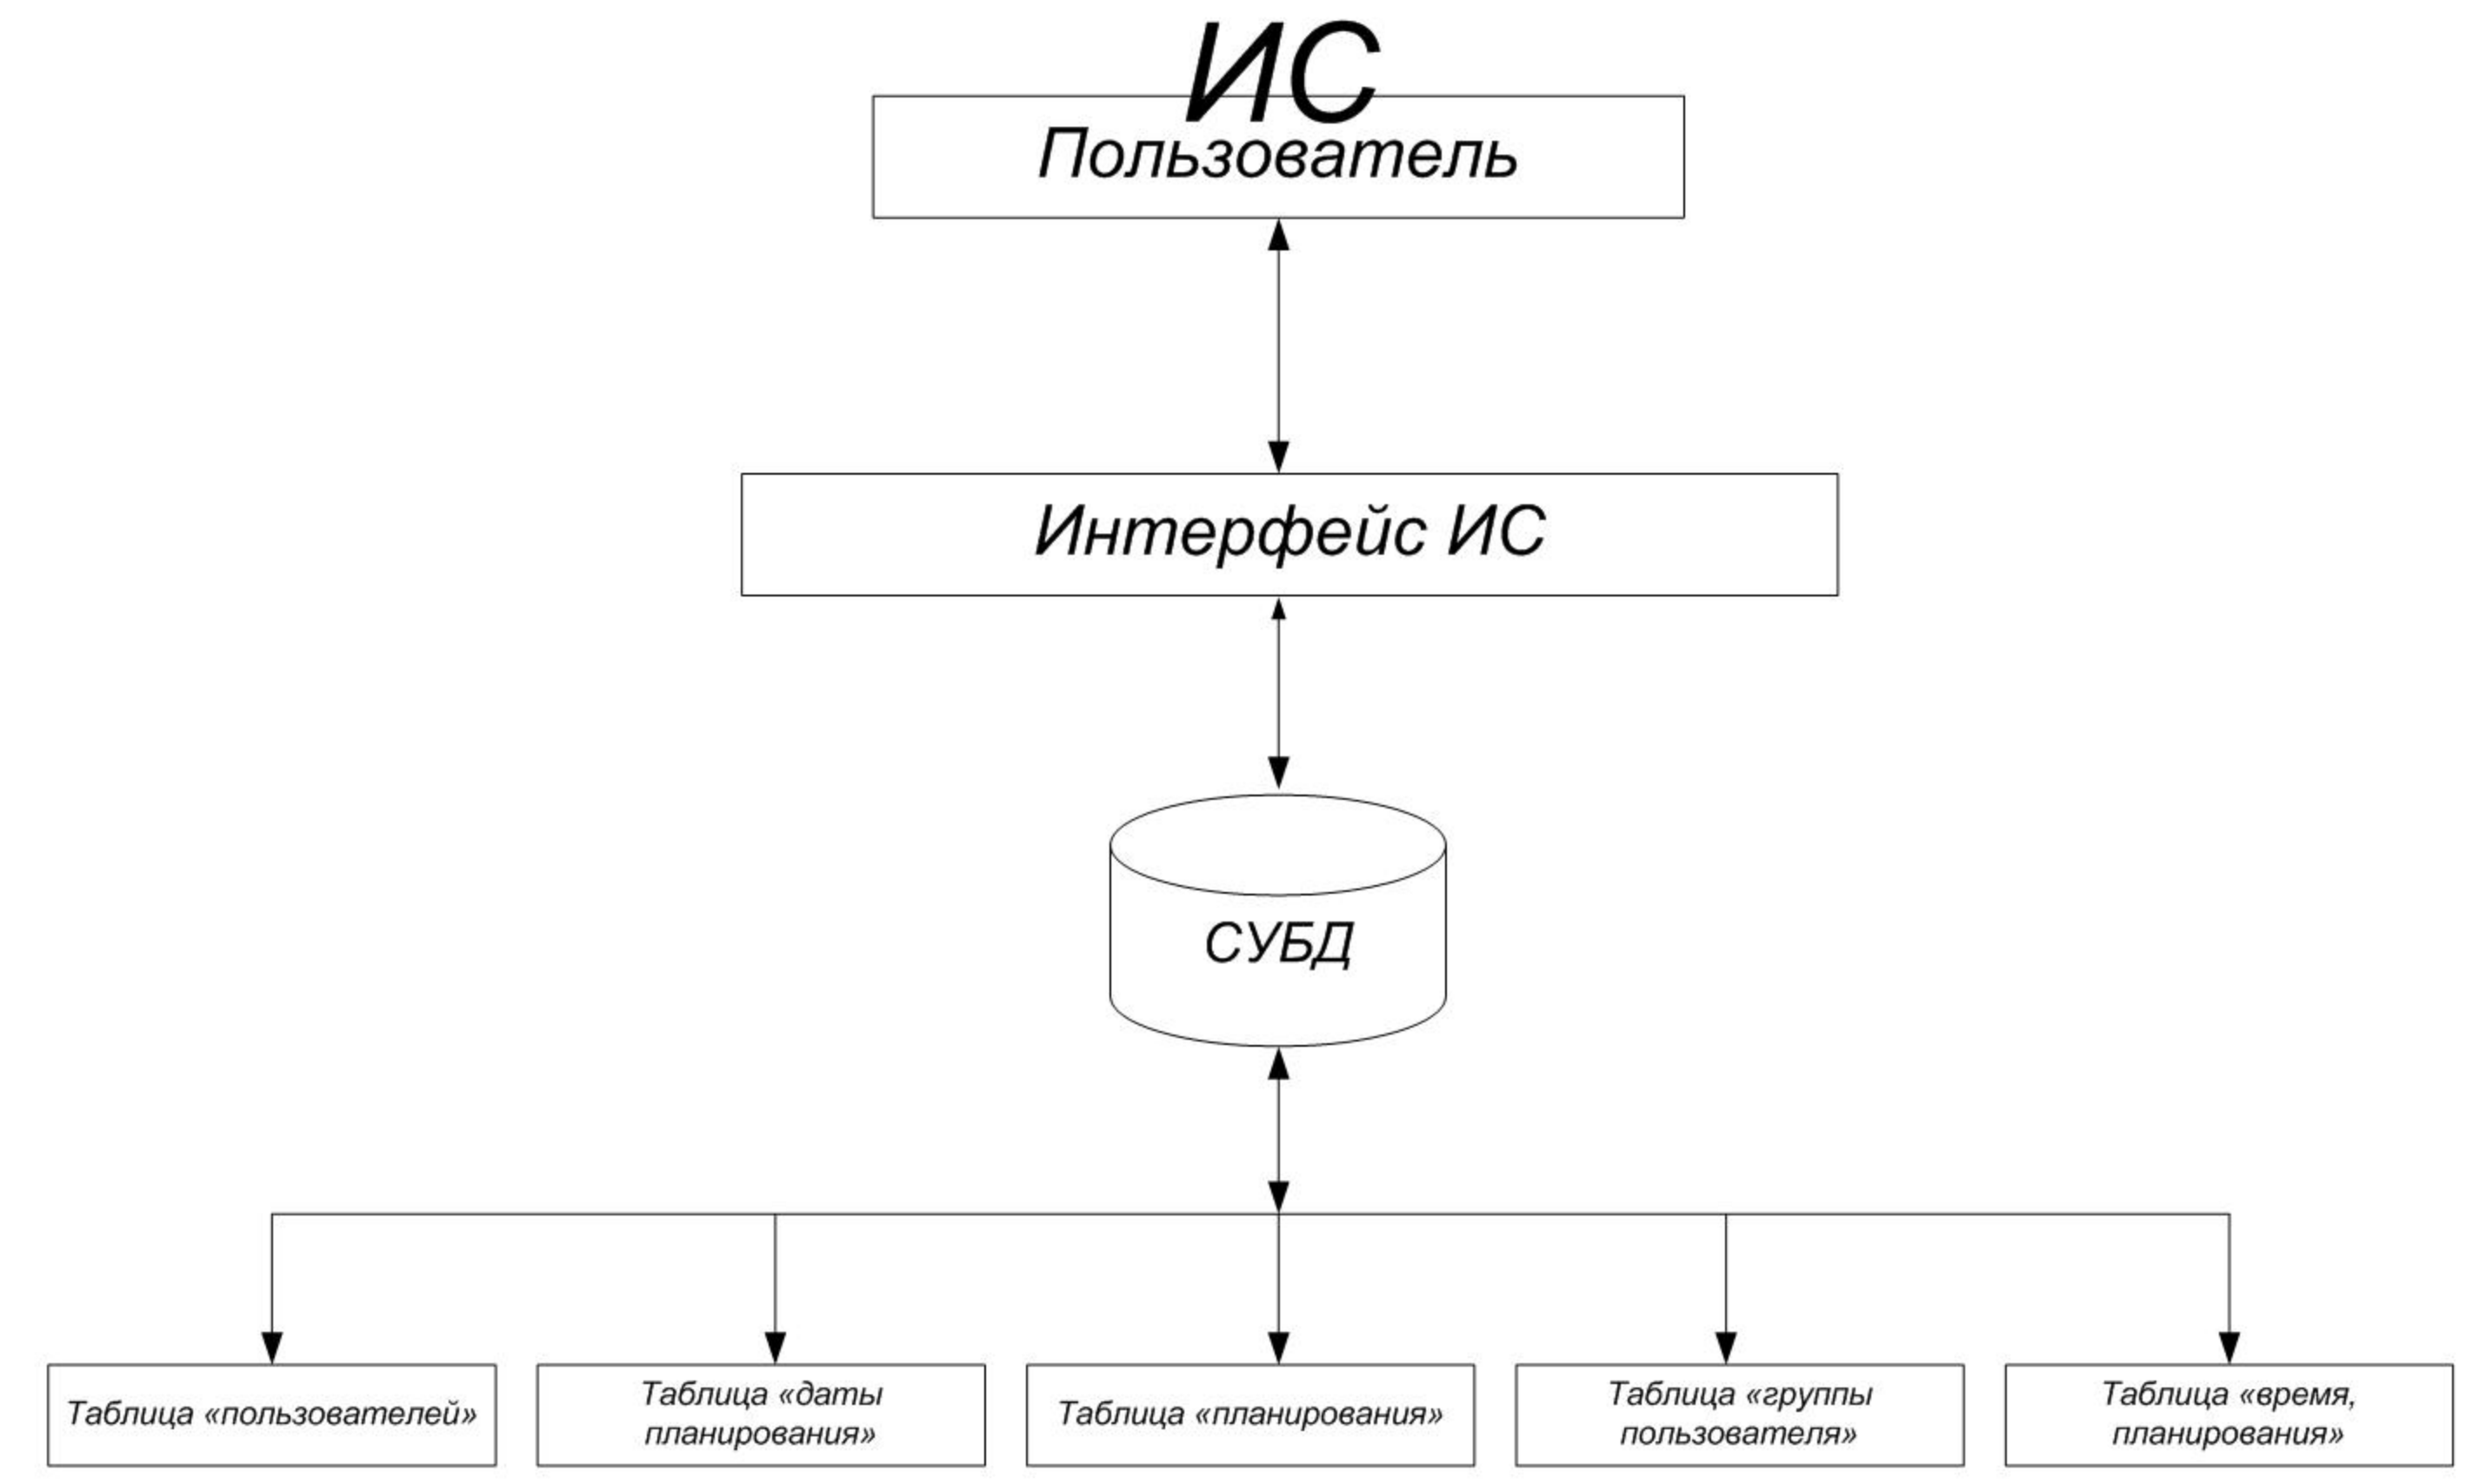 ИС
Пользователь
Интерфейс ИС
СУБД
Таблица «пользователей»
Таблица «даты
планирования»
Таблица «планирования»
Таблица «группы
пользователя»
Таблица «время,
планирования»